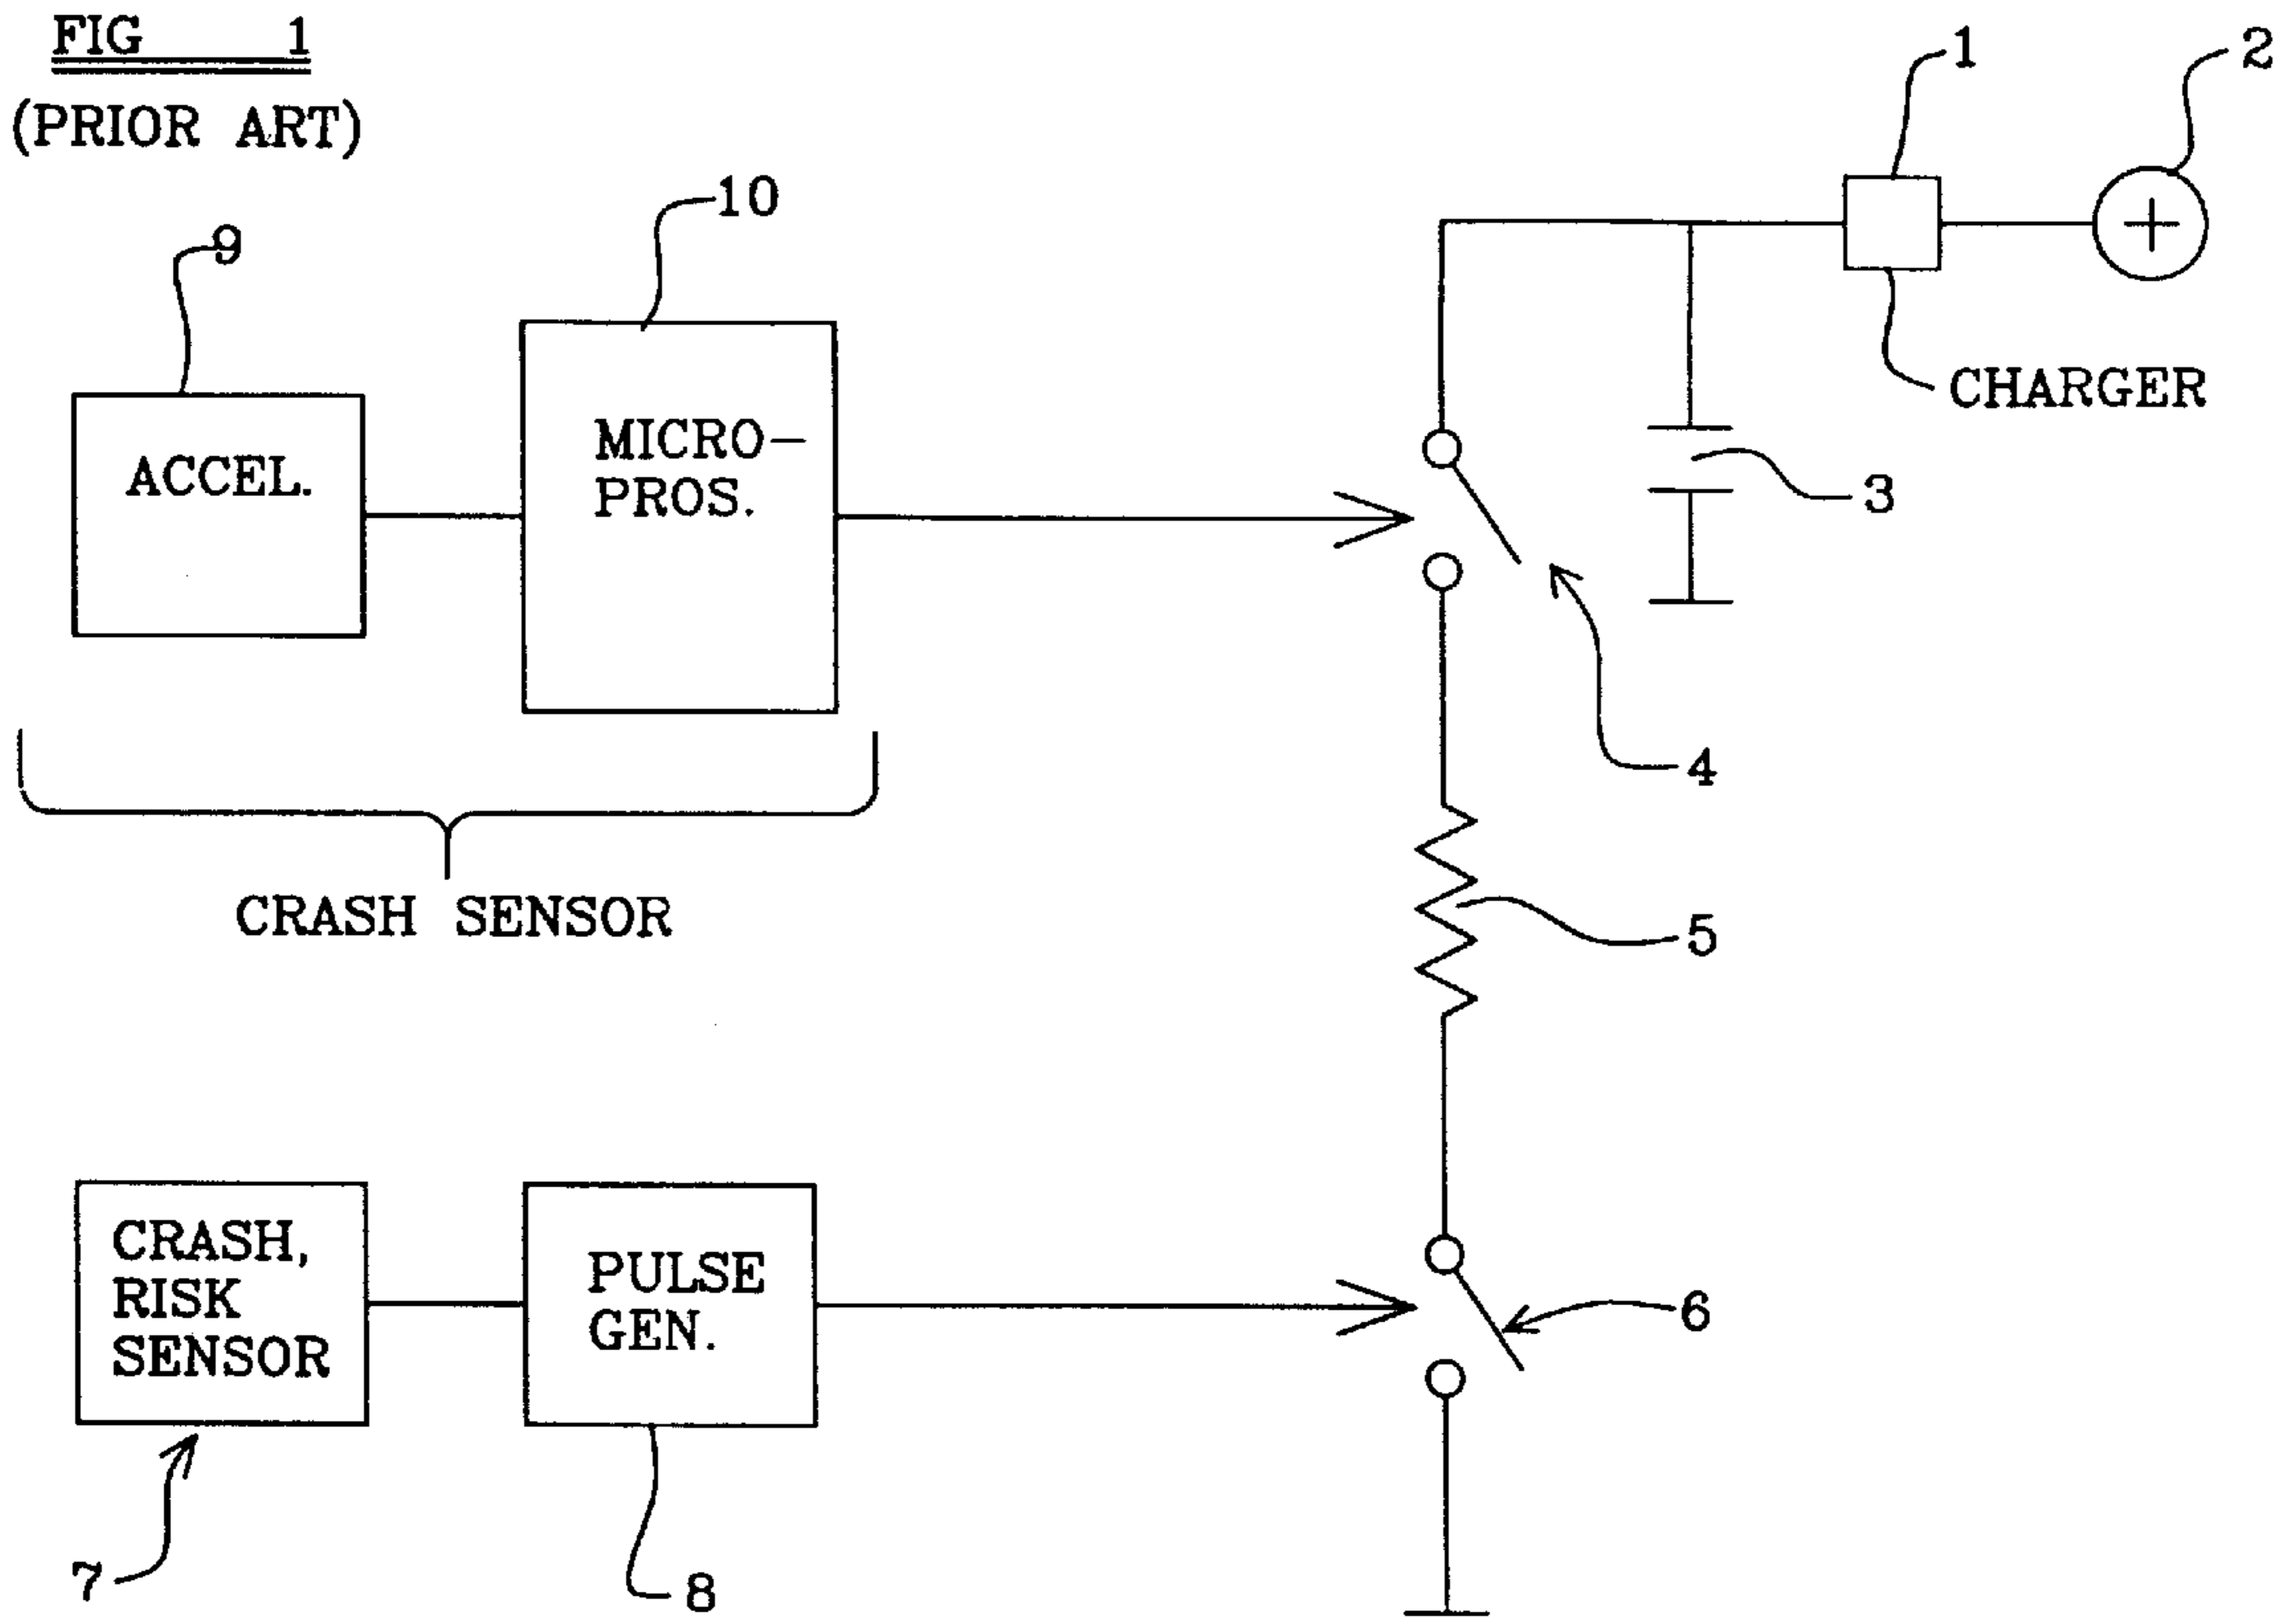 FIG 1
(PRIOR ART)
1
2
10
9
CHARGER
ACCEL.
MICRO-
PROS.
3
4
CRASH SENSOR
5
CRASH,
RISK
SENSOR
PULSE
GEN.
6
7
8